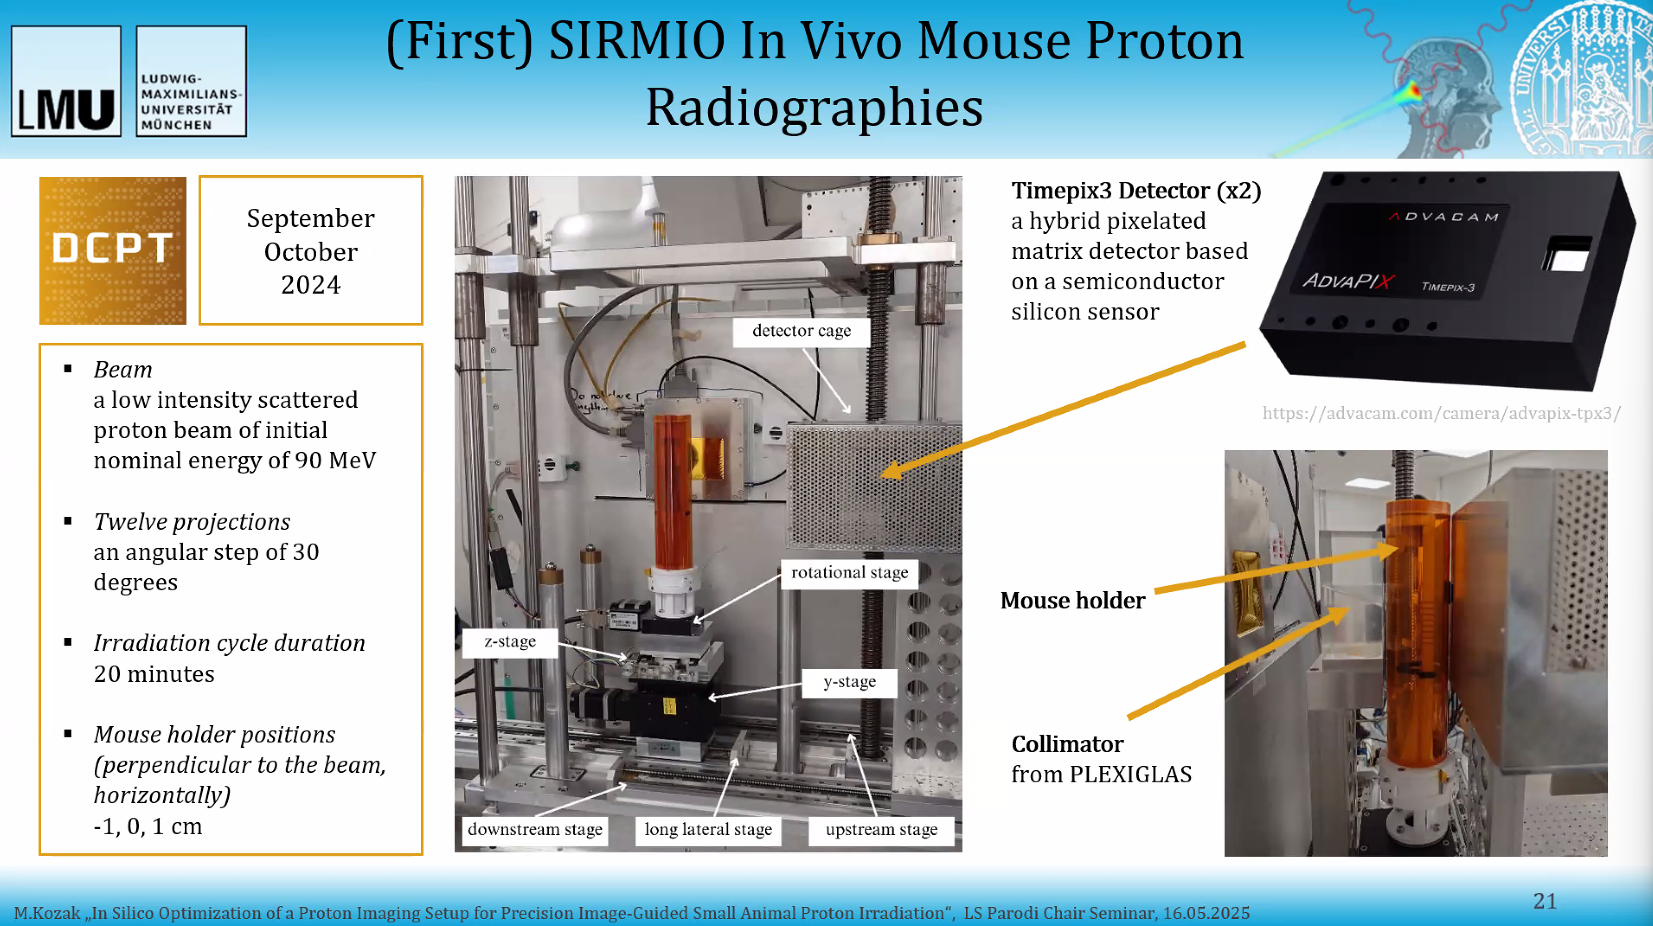 (First) SIRMIO In Vivo Mouse Proton
Radiographies
LMU
LUDWIG-
MAXIMILIANS-
UNIVERSITÄT
MÜNCHEN
DCPT
September
October
2024
▪ Beam
a low intensity scattered
proton beam of initial
nominal energy of 90 MeV
▪ Twelve projections
an angular step of 30
degrees
▪ Irradiation cycle duration
20 minutes
▪ Mouse holder positions
(perpendicular to the beam,
horizontally)
-1, 0, 1 cm
detector cage
rotational stage
z-stage
y-stage
downstream stage
long lateral stage
upstream stage
Timepix3 Detector (x2)
a hybrid pixelated
matrix detector based
on a semiconductor
silicon sensor
ADVACAM
ADVAPIX
TIMEPIX-3
https://advacam.com/camera/advapix-tpx3/
Mouse holder
Collimator
from PLEXIGLAS
M.Kozak „In Silico Optimization of a Proton Imaging Setup for Precision Image-Guided Small Animal Proton Irradiation“, LS Parodi Chair Seminar, 16.05.2025
21